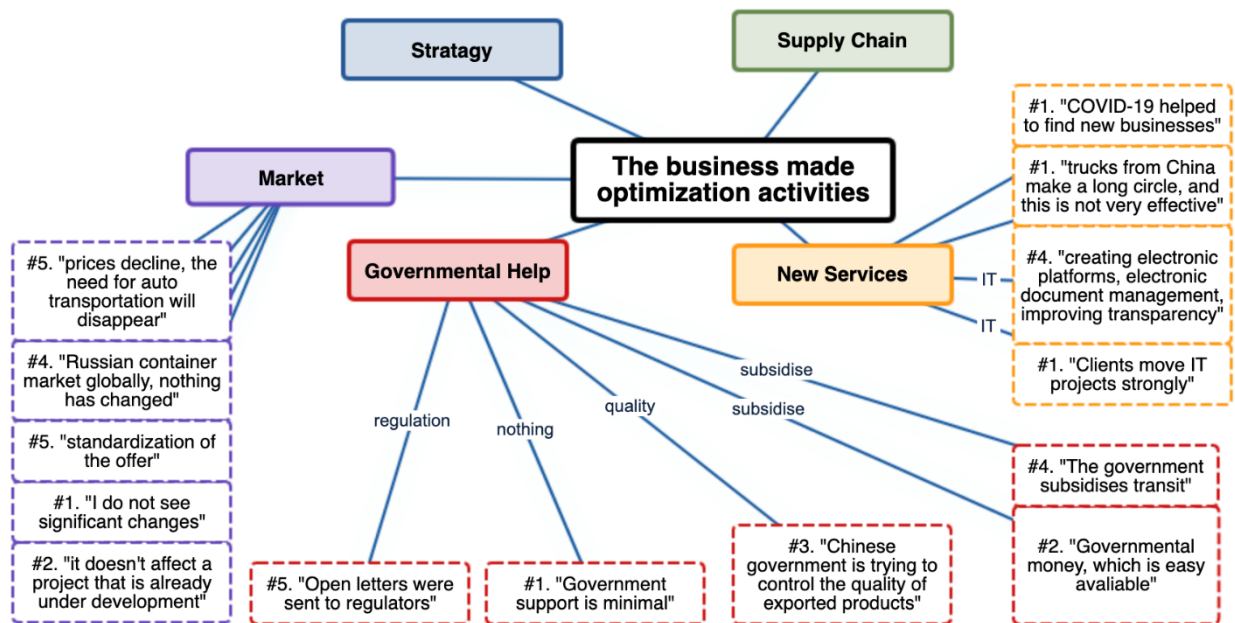 Stratagy
Supply Chain
The business made
optimization activities
Market
Governmental Help
New Services
#1. "COVID-19 helped
to find new businesses"
#1. "trucks from China
make a long circle, and
this is not very effective"
#4. "creating electronic
platforms, electronic
document management,
improving transparency"
#1. "Clients move IT
projects strongly"
IT
IT
#5. "prices decline, the
need for auto
transportation will
disappear"
#4. "Russian container
market globally, nothing
has changed"
#5. "standardization of
the offer"
#1. "I do not see
significant changes"
#2. "it doesn't affect a
project that is already
under development"
regulation
nothing
quality
subsidise
subsidise
#5. "Open letters were
sent to regulators"
#1. "Government
support is minimal"
#3. "Chinese
government is trying to
control the quality of
exported products"
#4. "The government
subsidises transit"
#2. "Governmental
money, which is easy
avaliable"